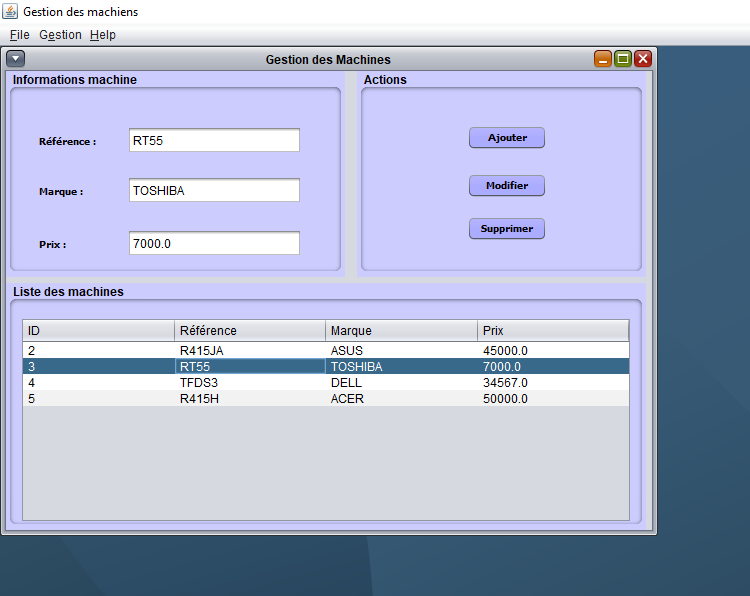 Gestion des machiens
File Gestion Help
Gestion des Machines
Informations machine
Référence :
RT55
Marque :
TOSHIBA
Prix :
7000.0
Actions
Ajouter
Modifier
Supprimer
Liste des machines
ID Référence Marque Prix
2 R415JA ASUS 45000.0
3 RT55 TOSHIBA 7000.0
4 TFDS3 DELL 34567.0
5 R415H ACER 50000.0